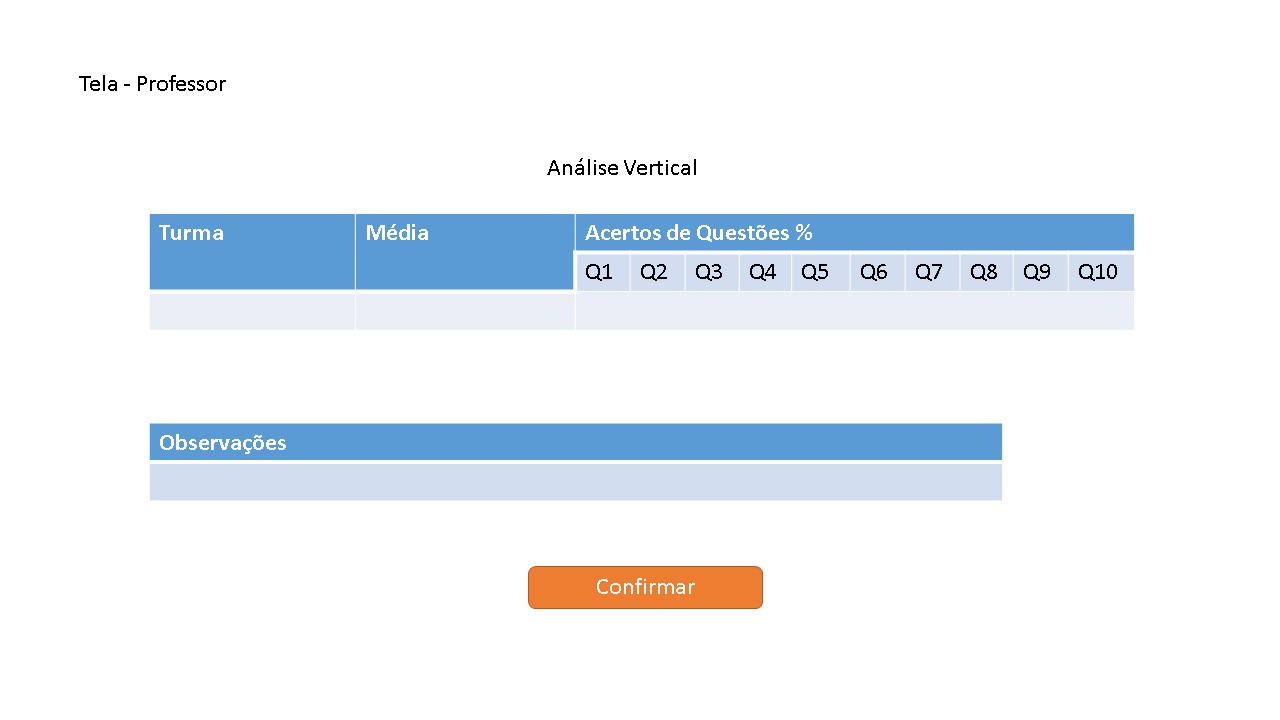 Tela - Professor
Análise Vertical
Turma Média Acertos de Questões %
Q1 Q2 Q3 Q4 Q5 Q6 Q7 Q8 Q9 Q10
Observações
Confirmar